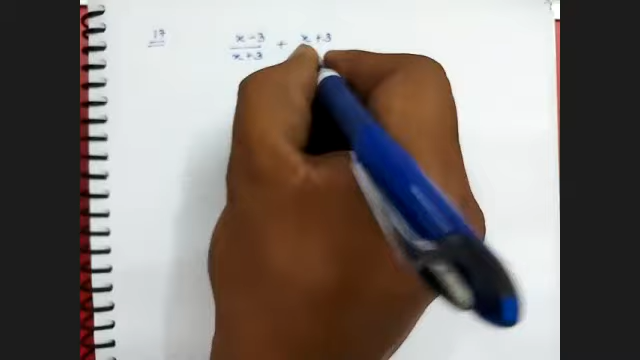 17
x-3 / x+3 + x+3